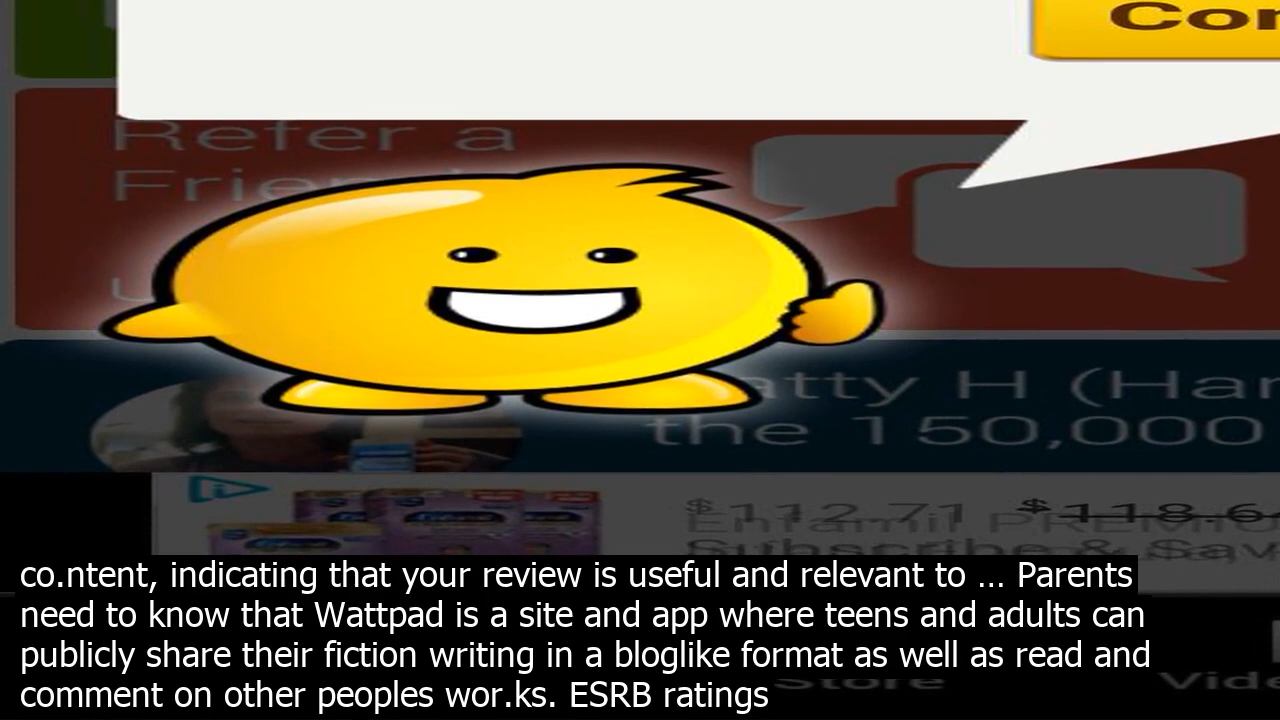 Con
Refer a
Frien
U
atty H (Har
the 150,000
$112.71 $118.6
Enfamil PREMIU
Subscribe & Sav
co.ntent, indicating that your review is useful and relevant to ... Parents
need to know that Wattpad is a site and app where teens and adults can
publicly share their fiction writing in a bloglike format as well as read and
comment on other peoples wor.ks. ESRB ratings
Store
Vide